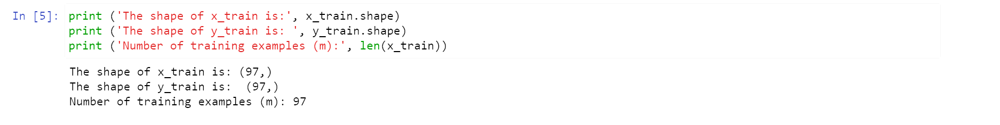 In [5]: print ('The shape of x_train is:', x_train.shape)
print ('The shape of y_train is: ', y_train.shape)
print ('Number of training examples (m):', len(x_train))
The shape of x_train is: (97,)
The shape of y_train is:  (97,)
Number of training examples (m): 97